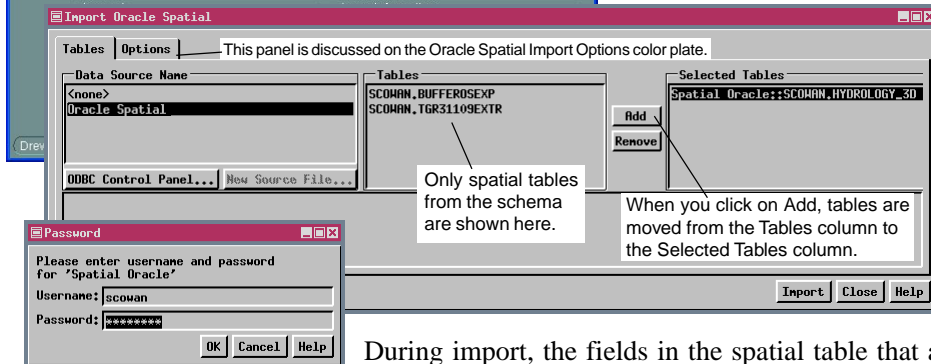 Import Oracle Spatial
Tables Options
This panel is discussed on the Oracle Spatial Import Options color plate.
Data Source Name
<none>
Oracle Spatial
Tables
SCOWAN.BUFFEROSEXP
SCOWAN.TGR31109EXTR
Add
Remove
Selected Tables
Spatial Oracle::SCOWAN.HYDROLOGY_3D
Drew
ODBC Control Panel... New Source File...
Only spatial tables
from the schema
are shown here.
When you click on Add, tables are
moved from the Tables column to
the Selected Tables column.
Import Close Help
Password
Please enter username and password
for 'Spatial Oracle'
Username: scowan
Password: ********
OK Cancel Help
During import, the fields in the spatial table that a